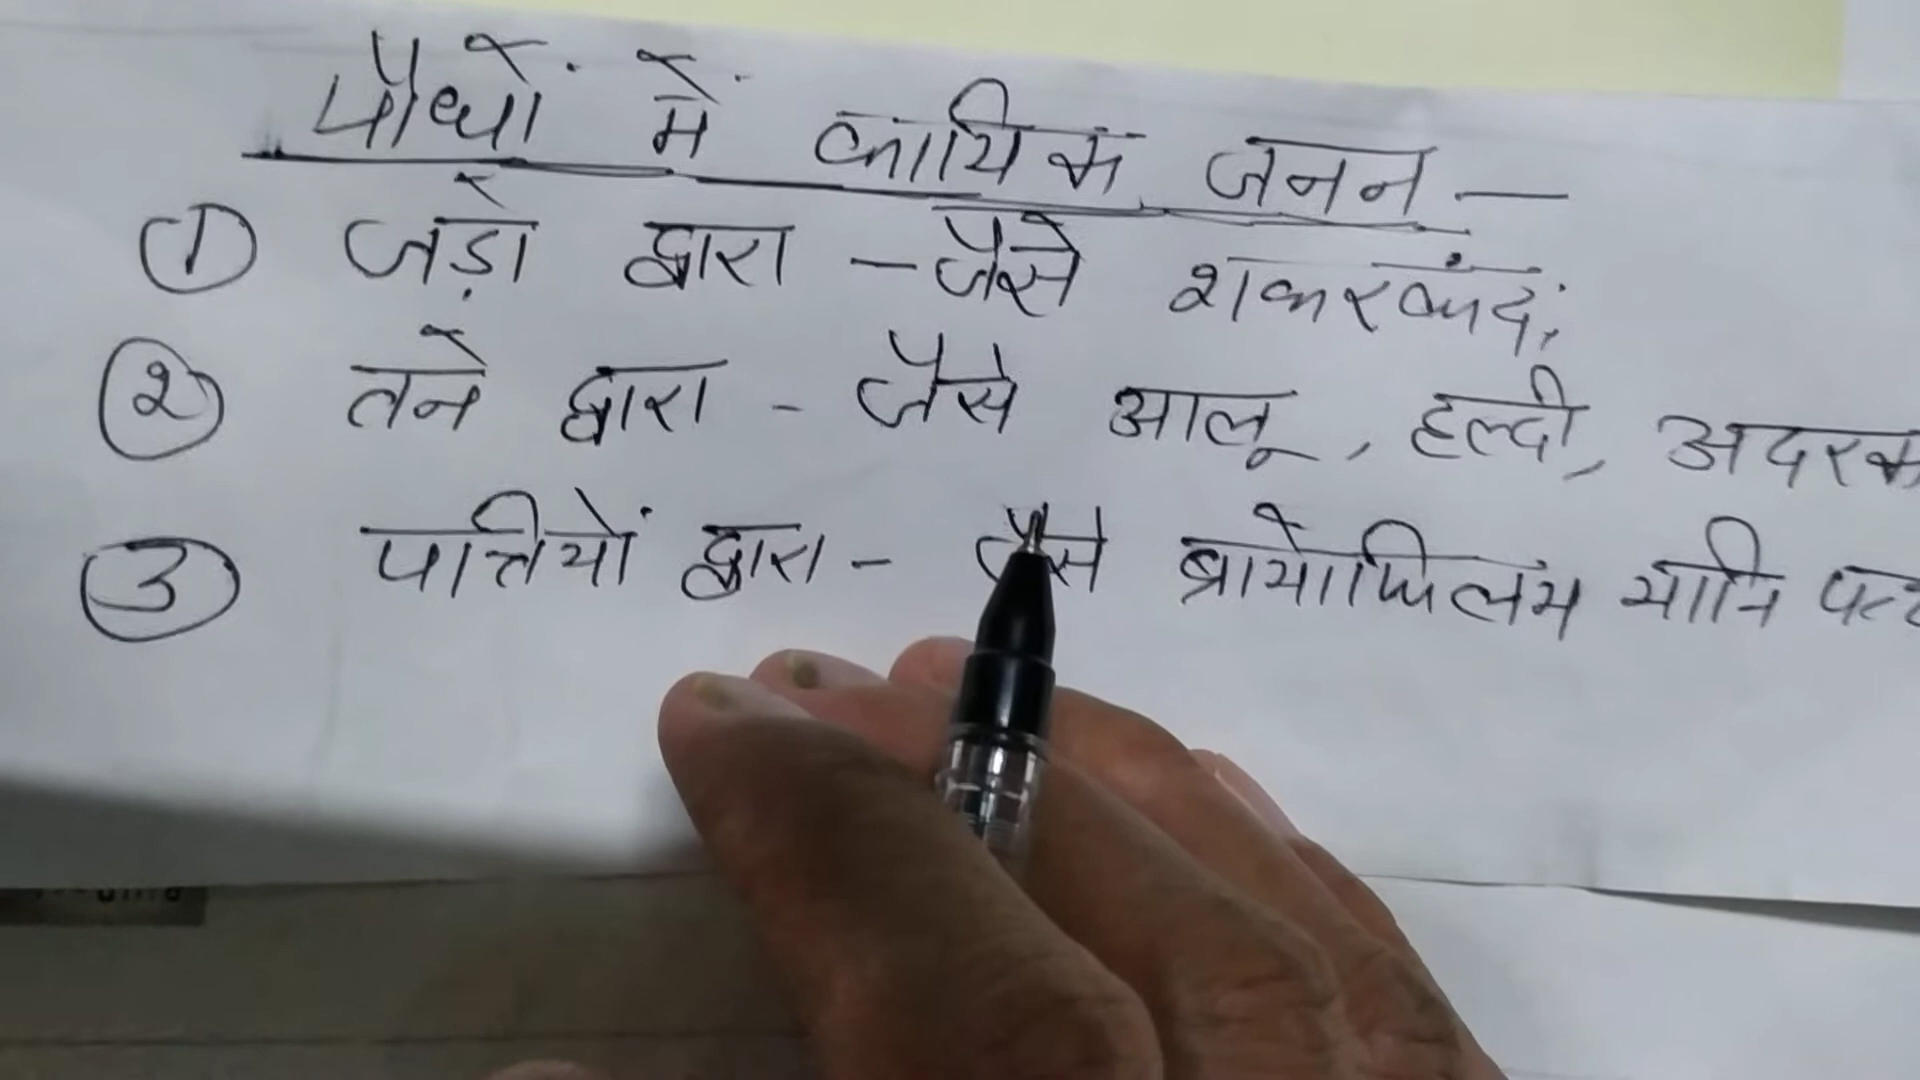 पौधों में कायिक जनन —
① जड़ो द्वारा — जैसे शकरकंद,
② तने द्वारा - जैसे आलू, हल्दी, अदरक
③ पत्तियों द्वारा - जैसे ब्रायोफिलम यानि